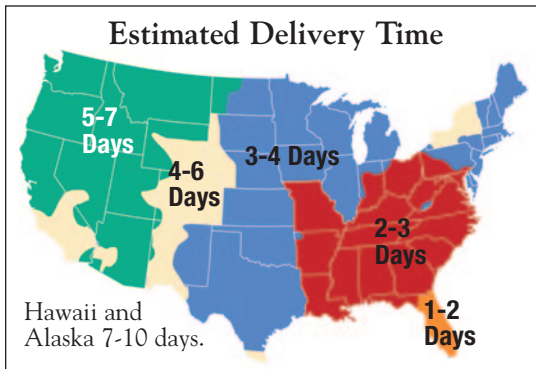 Estimated Delivery Time
5-7
Days
4-6
Days
3-4 Days
2-3
Days
1-2
Days
Hawaii and
Alaska 7-10 days.